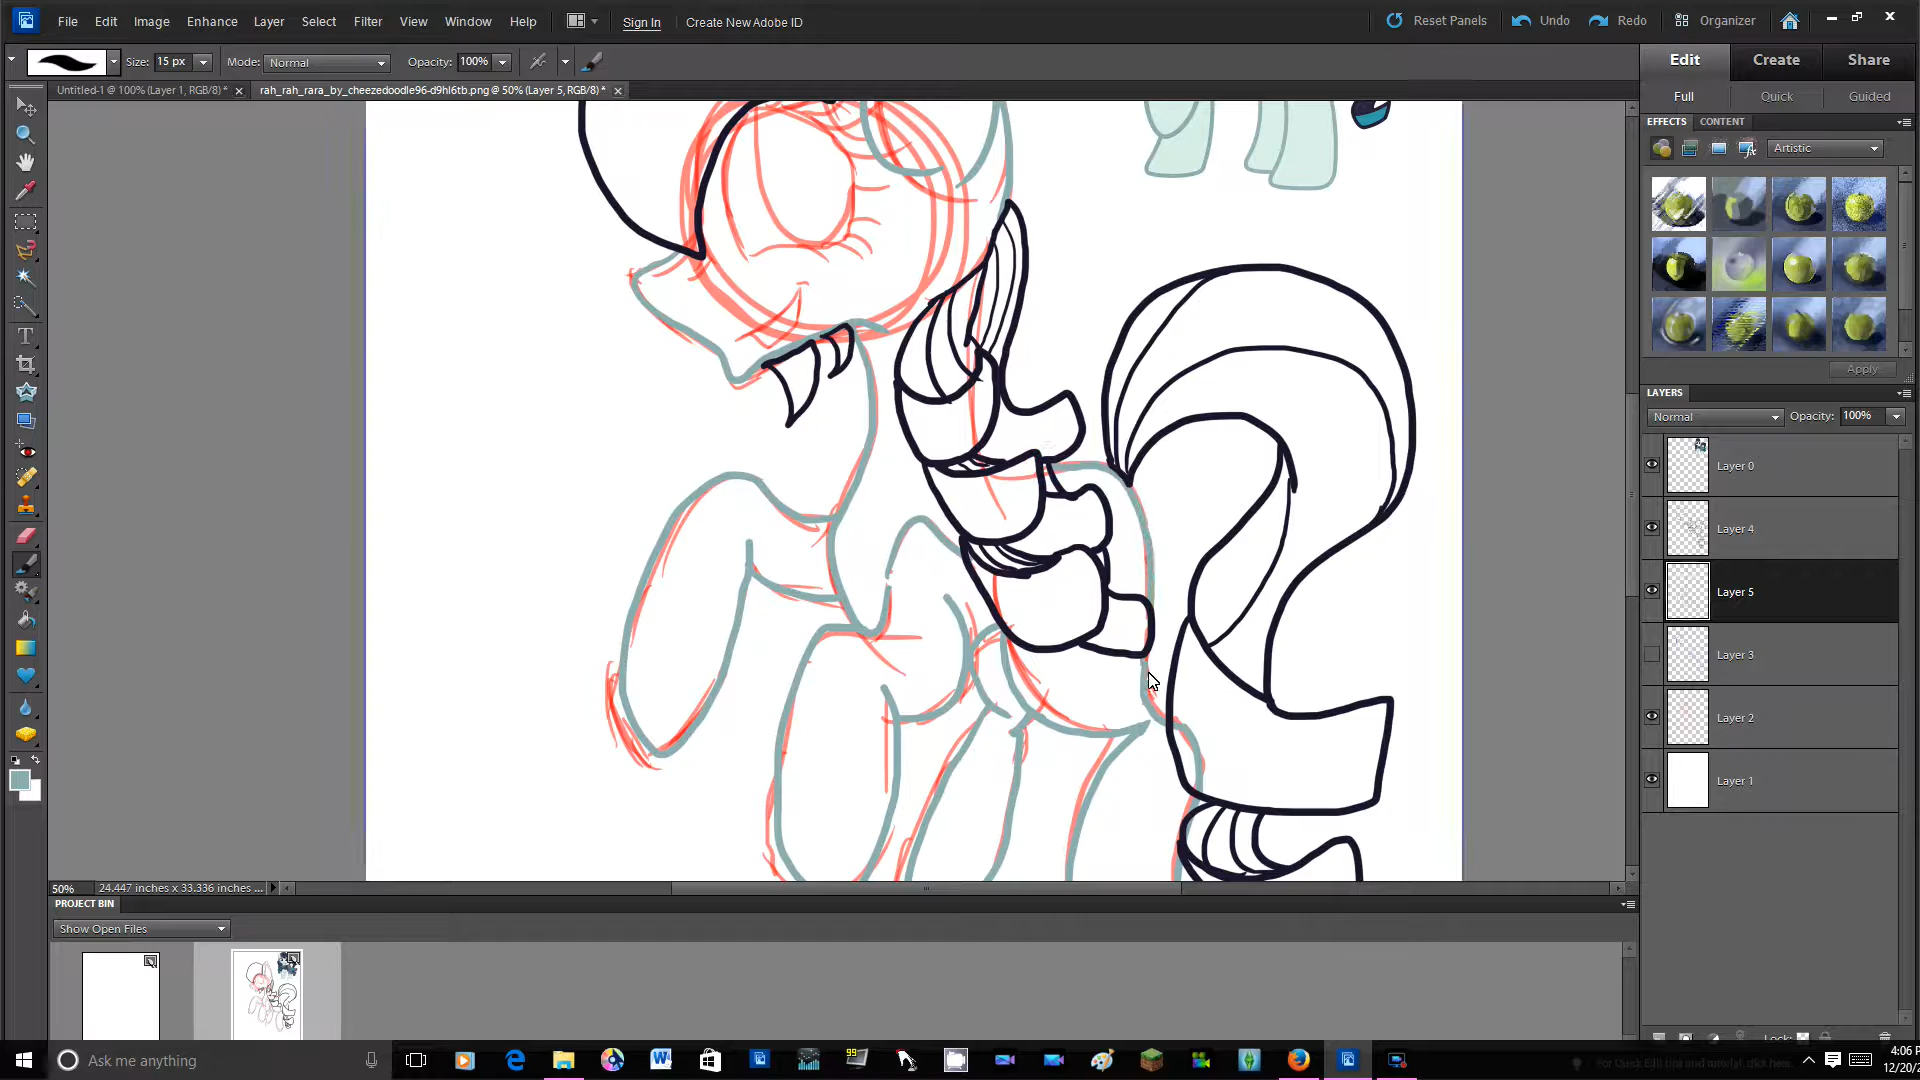 File Edit Image Enhance Layer Select Filter View Window Help Sign In Create New Adobe ID Reset Panels Undo Redo Organizer
Size: 15 px Mode: Normal Opacity: 100% Edit Create Share
Untitled-1 @ 100% (Layer 1, RGB/8) * rah_rah_rara_by_cheezedoodle96-d9hl6tb.png @ 50% (Layer 5, RGB/8) *
Full Quick Guided
EFFECTS CONTENT
Artistic
Apply
LAYERS
Normal Opacity: 100%
Layer 0
Layer 4
Layer 5
Layer 3
Layer 2
Layer 1
50% 24.447 inches x 33.336 inches ...
PROJECT BIN
Show Open Files
Lock:
Ask me anything
99
4:06 P
12/20/2